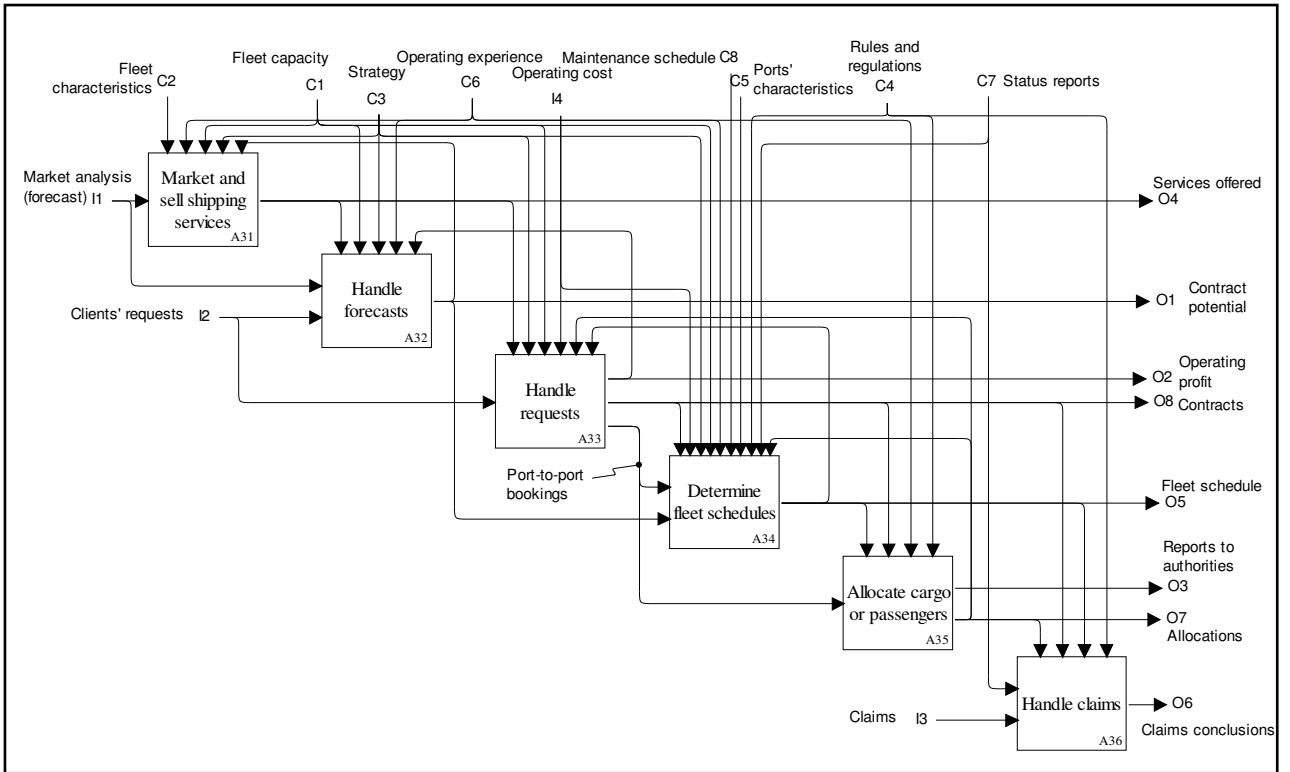 Fleet
characteristics C2
Fleet capacity
C1
Strategy
C3
Operating experience
C6
Operating cost
I4
Maintenance schedule C8
C5 Ports'
characteristics
Rules and
regulations
C4
C7 Status reports
Market analysis
(forecast) I1
Market and
sell shipping
services
A31
Services offered
O4
Clients' requests I2
Handle
forecasts
A32
O1 Contract
potential
Handle
requests
A33
O2 Operating
profit
O8 Contracts
Port-to-port
bookings
Determine
fleet schedules
A34
Fleet schedule
O5
Allocate cargo
or passengers
A35
Reports to
authorities
O3
O7
Allocations
Claims I3
Handle claims
A36
O6
Claims conclusions